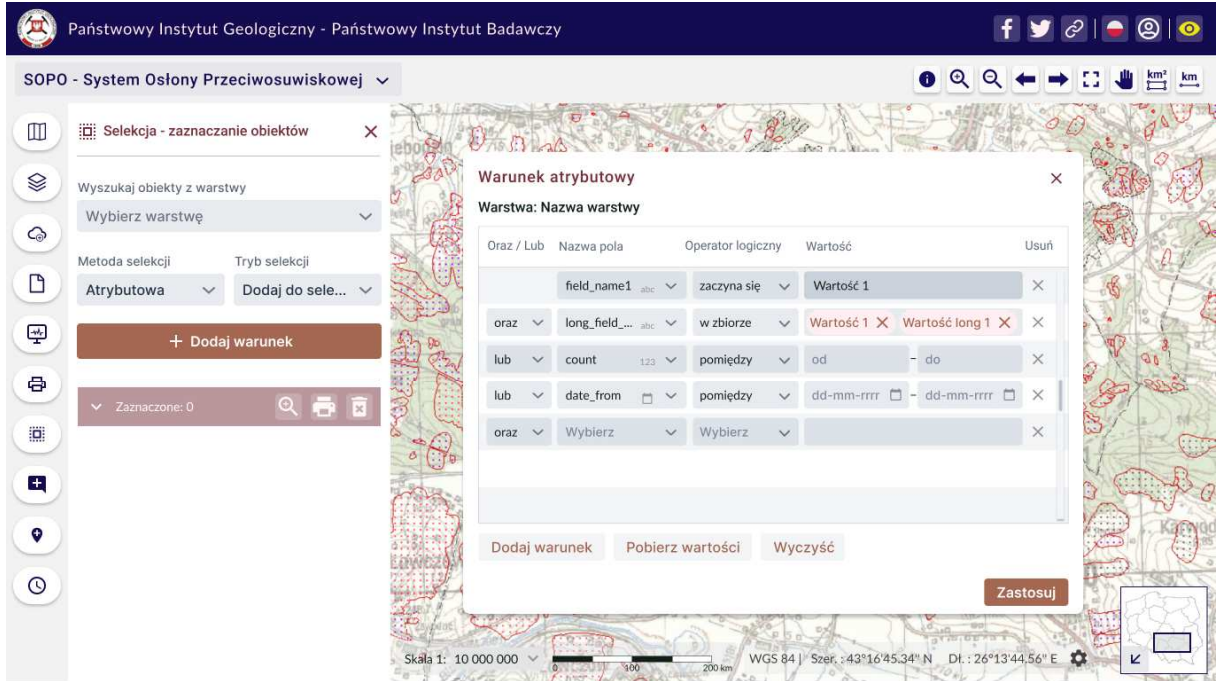 Państwowy Instytut Geologiczny - Państwowy Instytut Badawczy
SOPO - System Osłony Przeciwosuwiskowej
km²
km
Selekcja - zaznaczanie obiektów
Wyszukaj obiekty z warstwy
Wybierz warstwę
Metoda selekcji Tryb selekcji
Atrybutowa Dodaj do sele...
+ Dodaj warunek
Zaznaczone: 0
Warunek atrybutowy
Warstwa: Nazwa warstwy
Oraz / Lub Nazwa pola Operator logiczny Wartość Usuń
field_name1 abc zaczyna się Wartość 1
oraz long_field_... abc w zbiorze Wartość 1 Wartość long 1
lub count 123 pomiędzy od - do
lub date_from pomiędzy dd-mm-rrrr - dd-mm-rrrr
oraz Wybierz Wybierz
Dodaj warunek Pobierz wartości Wyczyść
Zastosuj
Skala 1: 10 000 000 0 100 200 km WGS 84 | Szer. : 43°16'45.34" N Dł. : 26°13'44.56" E